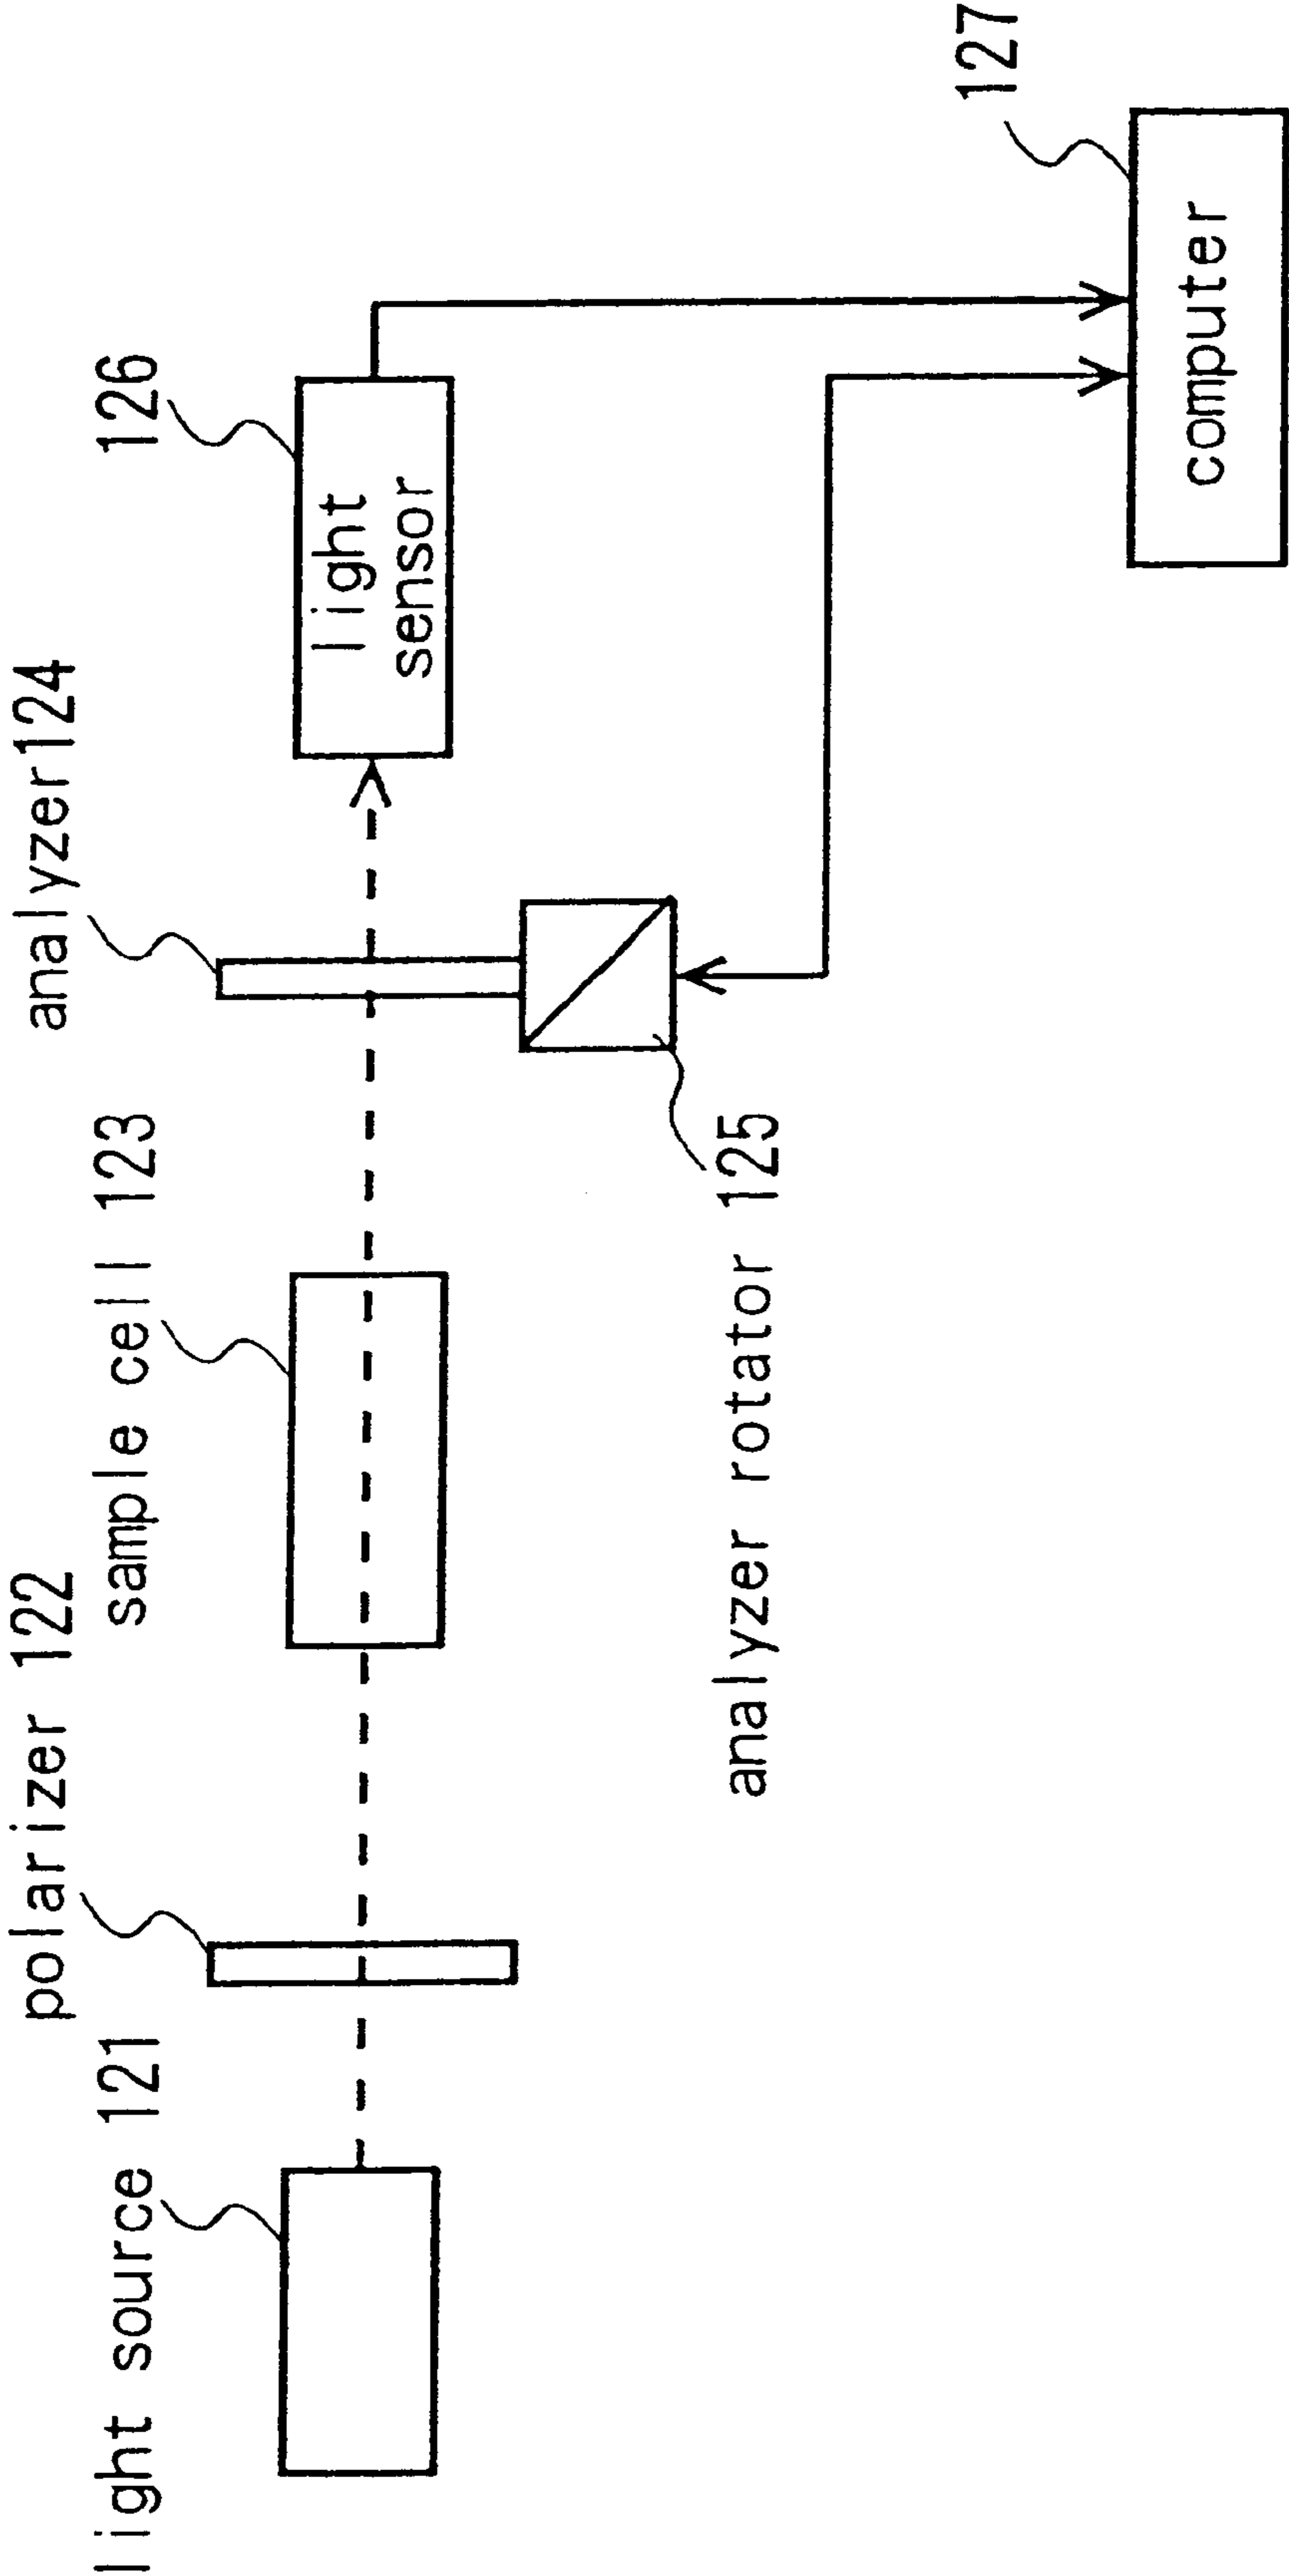 light source 121
polarizer 122
sample cell 123
analyzer124
analyzer rotator 125
126
light
sensor
127
computer